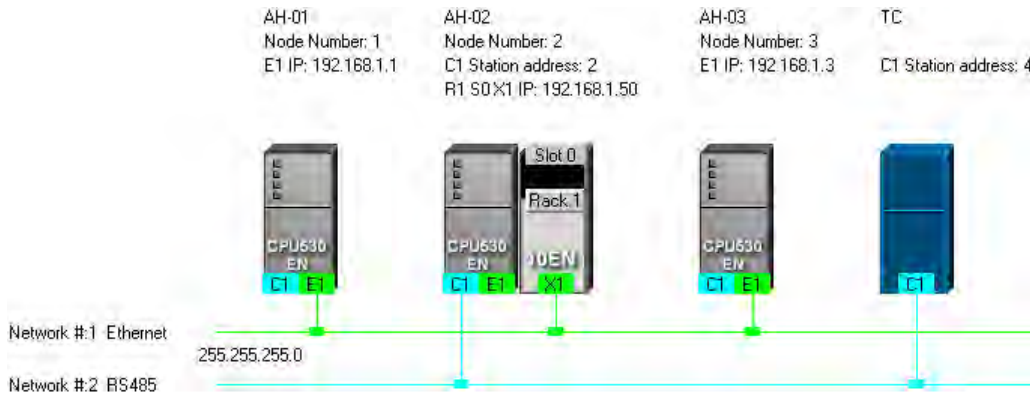 AH-01
Node Number: 1
E1 IP: 192.168.1.1
AH-02
Node Number: 2
C1 Station address: 2
R1 S0 X1 IP: 192.168.1.50
AH-03
Node Number: 3
E1 IP: 192.168.1.3
TC
C1 Station address: 4
CPU530
EN
C1 E1
CPU530
EN
C1 E1
Slot 0
Rack 1
10EN
X1
CPU530
EN
C1 E1
C1
Network #:1 Ethernet
255.255.255.0
Network #:2 RS485